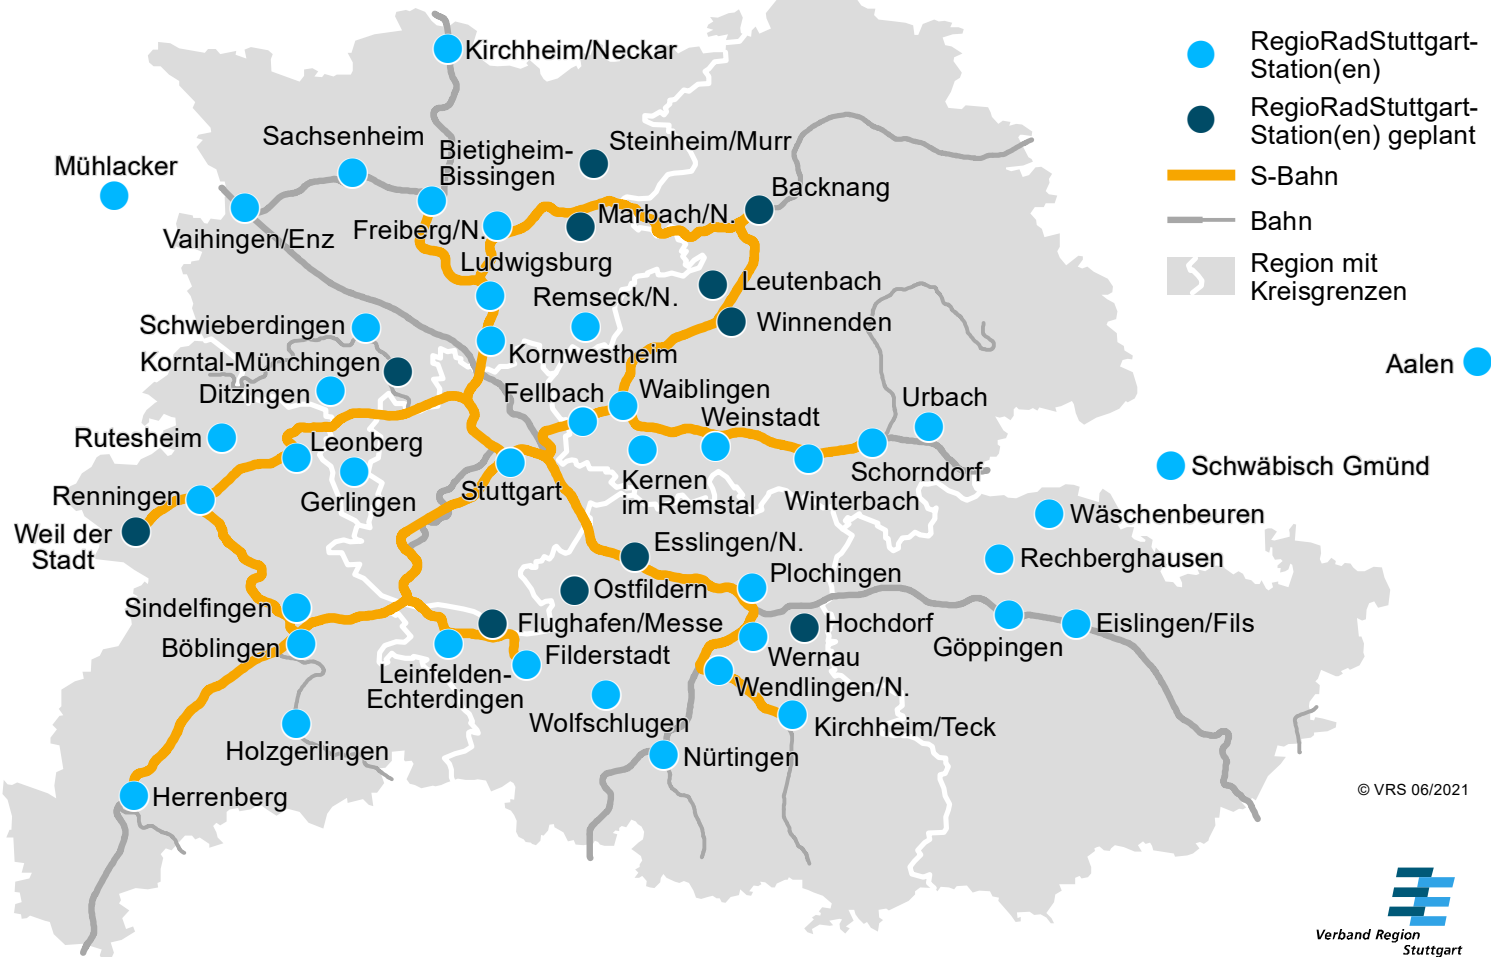 Kirchheim/Neckar
RegioRadStuttgart-
Station(en)
RegioRadStuttgart-
Station(en) geplant
S-Bahn
Bahn
Region mit
Kreisgrenzen
Sachsenheim
Bietigheim-
Bissingen
Steinheim/Murr
Mühlacker
Backnang
Vaihingen/Enz
Freiberg/N.
Marbach/N.
Ludwigsburg
Leutenbach
Remseck/N.
Schwieberdingen
Winnenden
Korntal-Münchingen
Kornwestheim
Aalen
Ditzingen
Fellbach
Waiblingen
Urbach
Weinstadt
Rutesheim
Leonberg
Schwäbisch Gmünd
Schorndorf
Kernen
im Remstal
Renningen
Gerlingen
Stuttgart
Winterbach
Wäschenbeuren
Weil der
Stadt
Esslingen/N.
Rechberghausen
Plochingen
Ostfildern
Sindelfingen
Flughafen/Messe
Hochdorf
Eislingen/Fils
Böblingen
Göppingen
Filderstadt
Wernau
Leinfelden-
Echterdingen
Wendlingen/N.
Wolfschlugen
Kirchheim/Teck
Holzgerlingen
Nürtingen
Herrenberg
© VRS 06/2021
Verband Region
Stuttgart